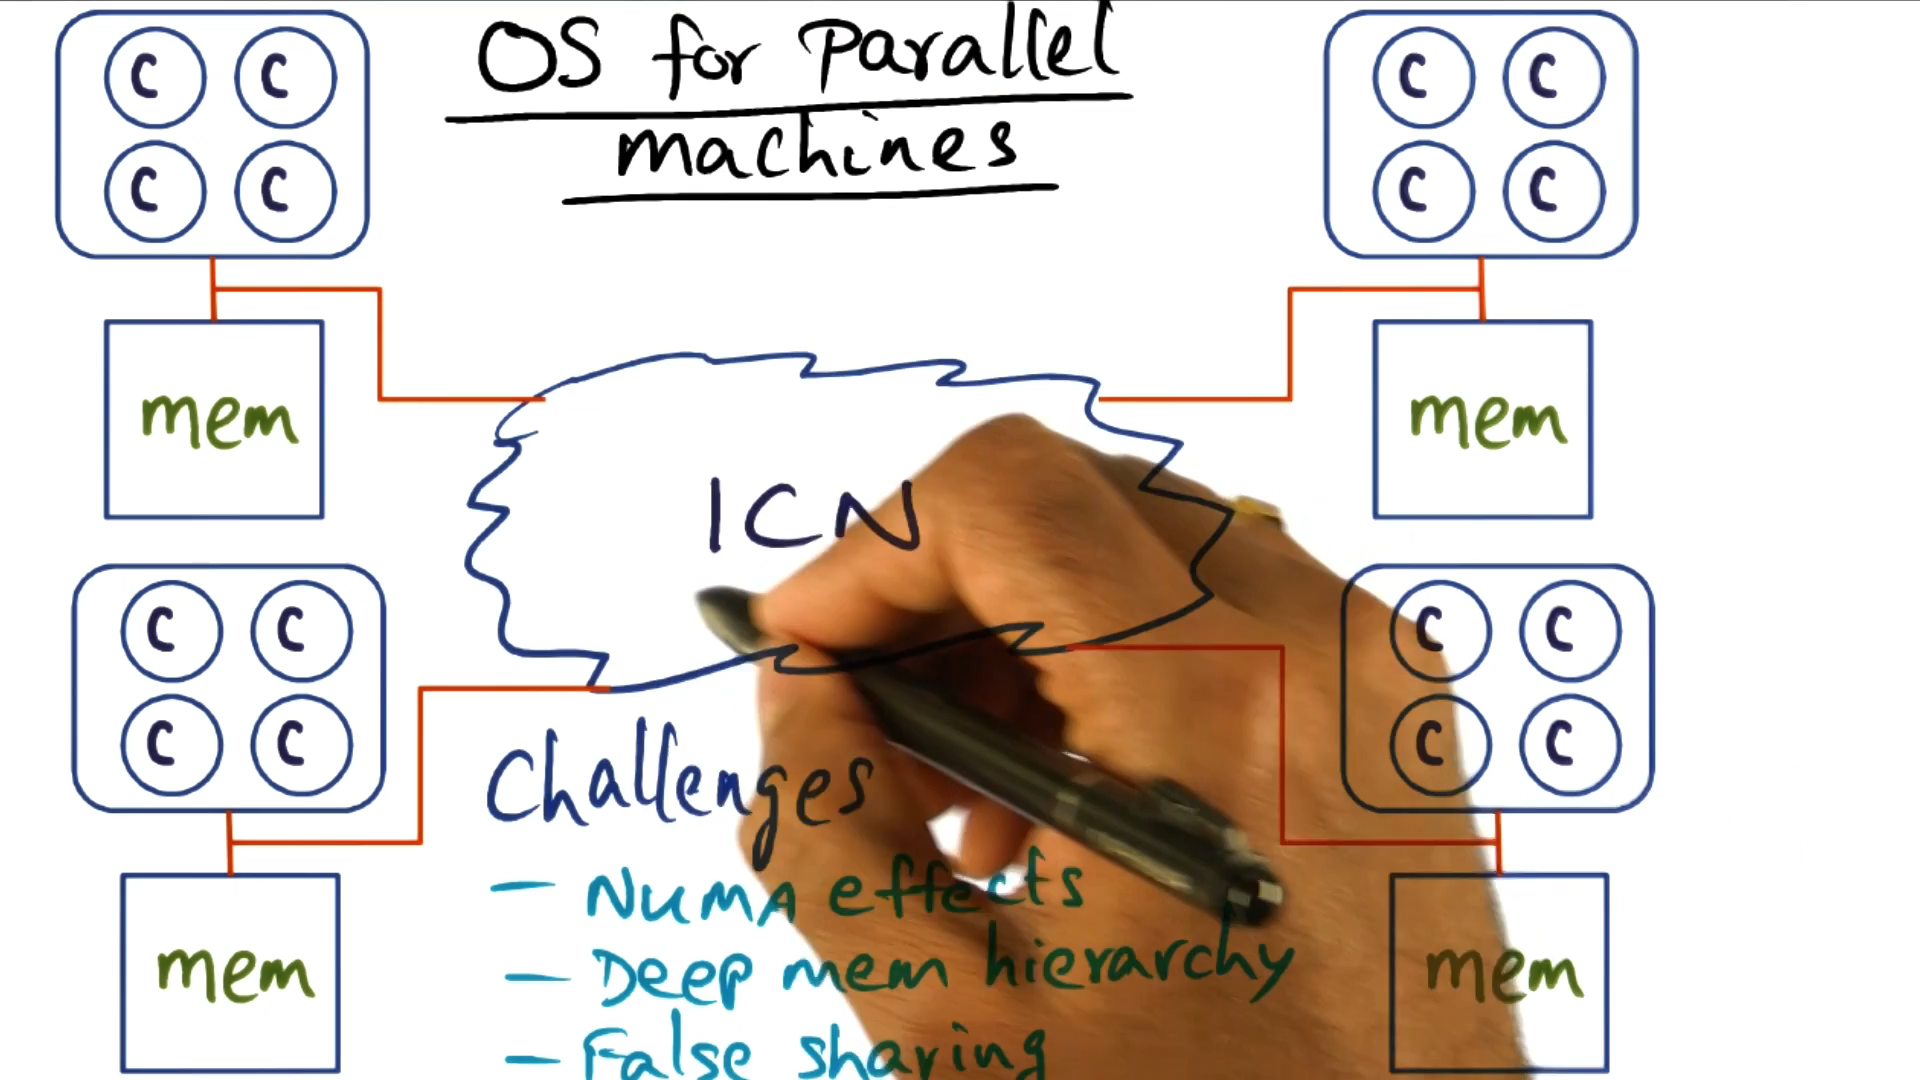 OS for parallel
machines
C C C C
C C C C
mem mem
ICN
C C C C
C C C C
Challenges
- NUMA effects
- Deep mem hierarchy
mem mem
- False sharing